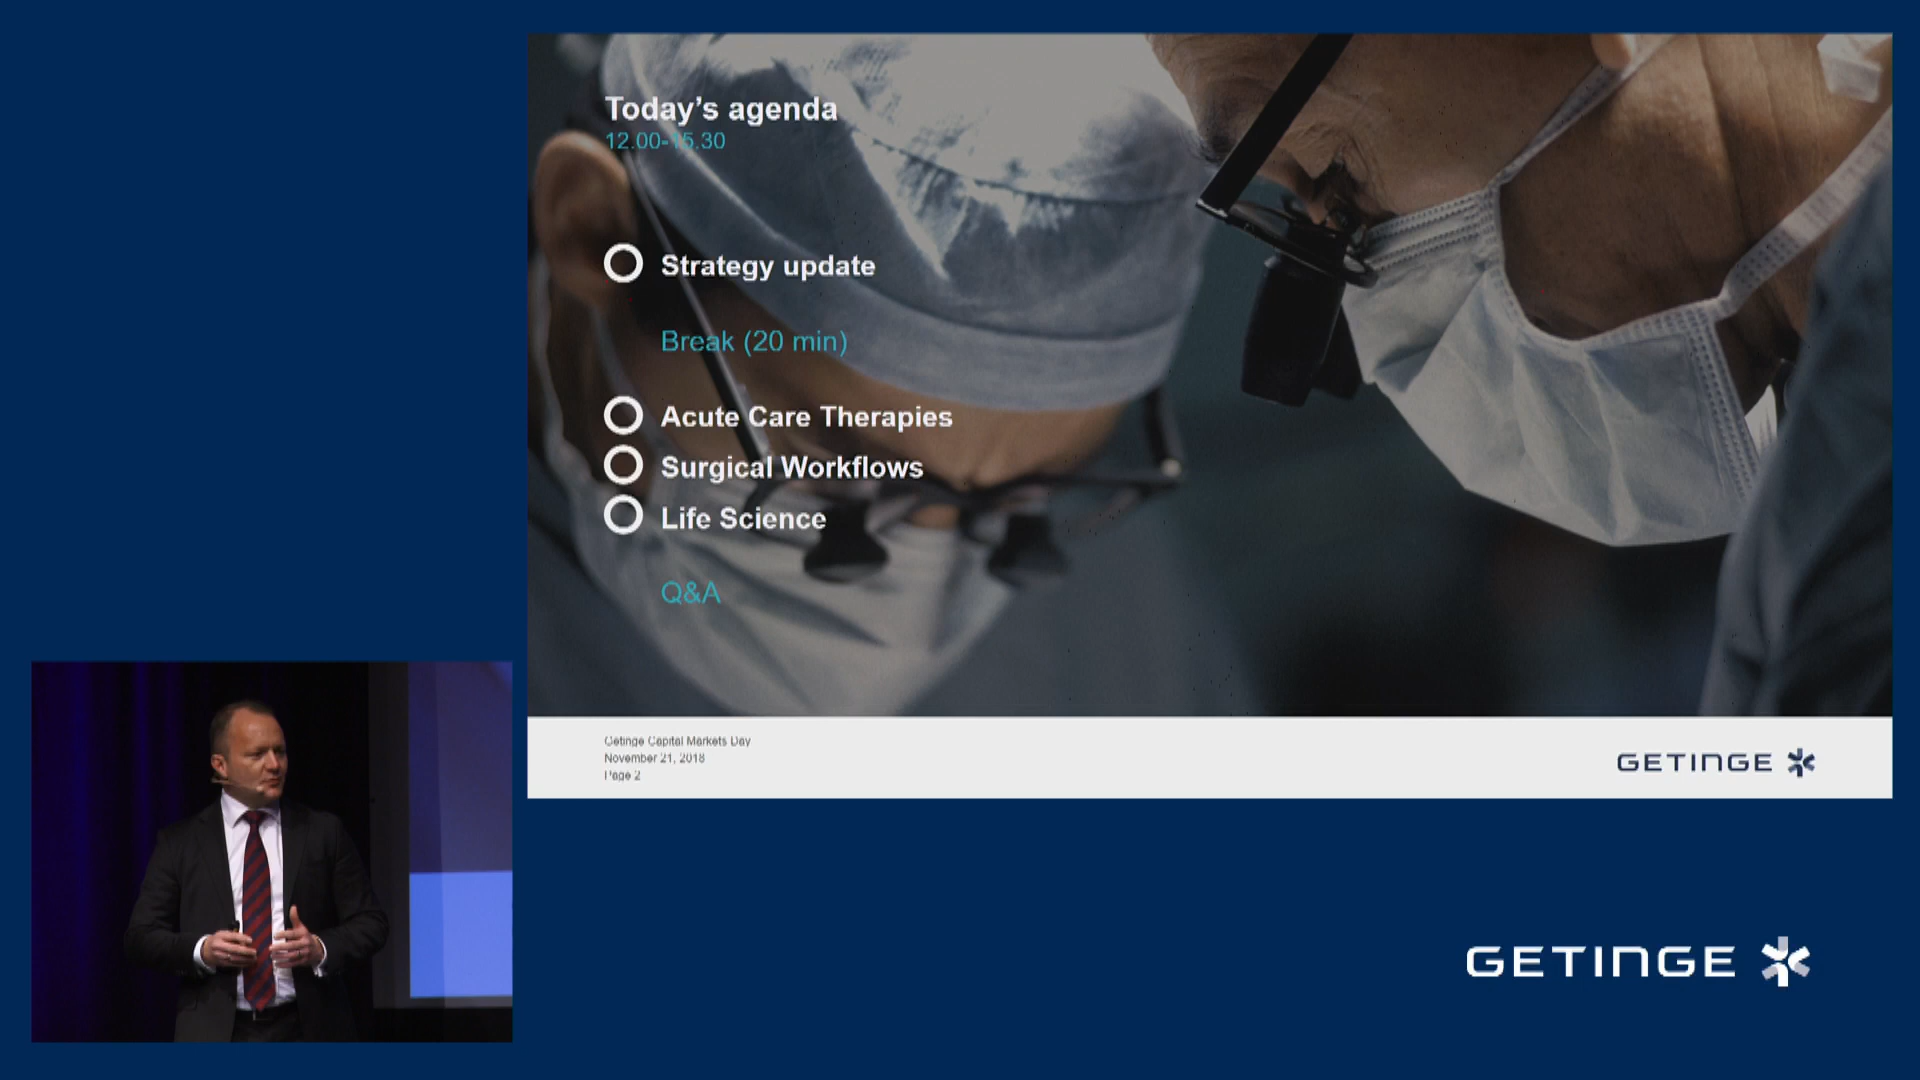 Today's agenda
12.00-15.30
Strategy update
Break (20 min)
Acute Care Therapies
Surgical Workflows
Life Science
Q&A
Getinge Capital Markets Day
November 21, 2018
Page 2
GETINGE
GETINGE